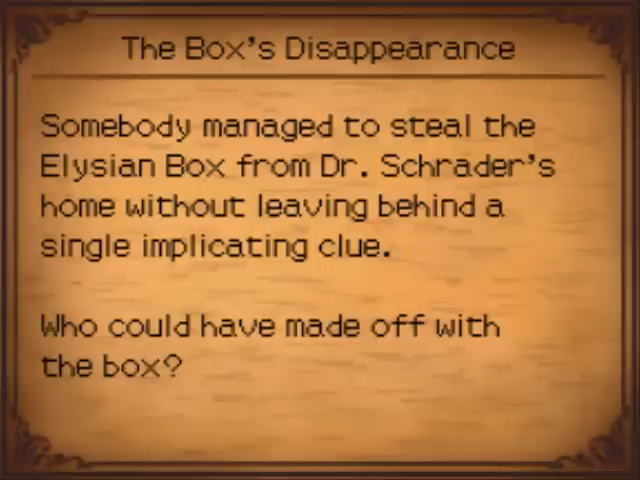 The Box's Disappearance
Somebody managed to steal the
Elysian Box from Dr. Schrader's
home without leaving behind a
single implicating clue.
Who could have made off with
the box?